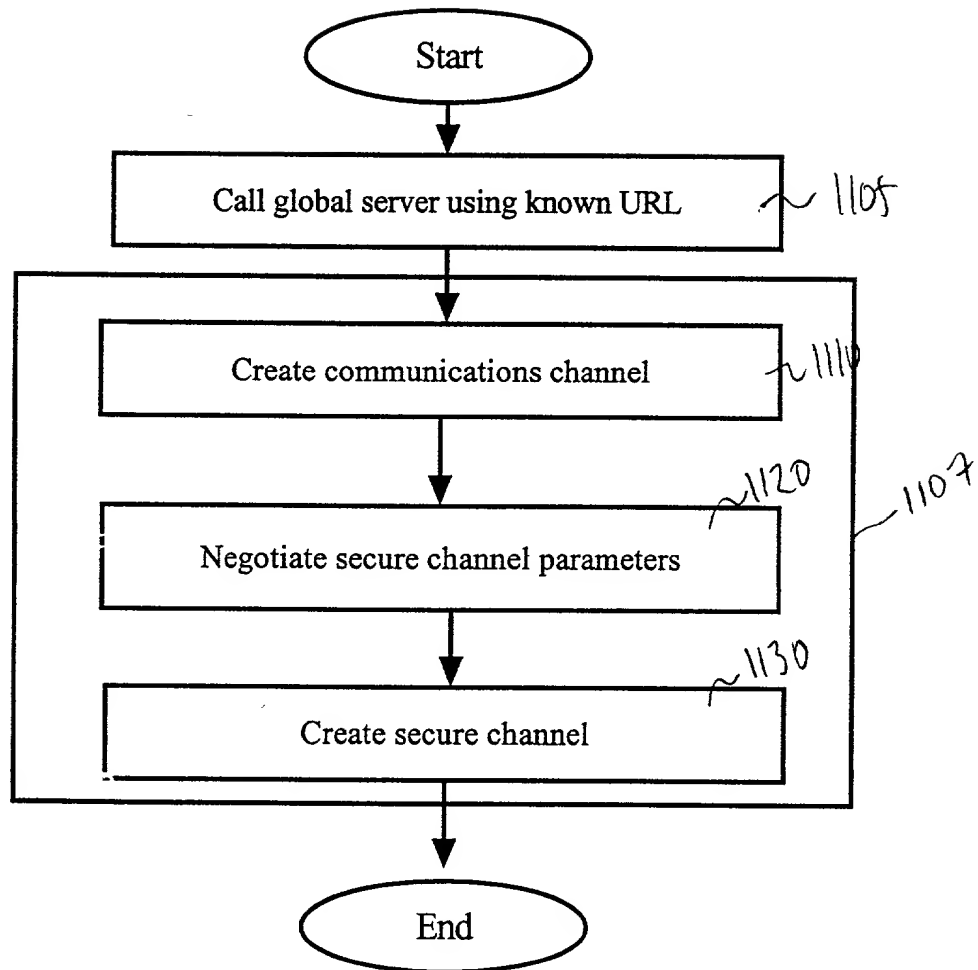 Start
Call global server using known URL
1105
Create communications channel
1110
1120
1107
Negotiate secure channel parameters
1130
Create secure channel
End